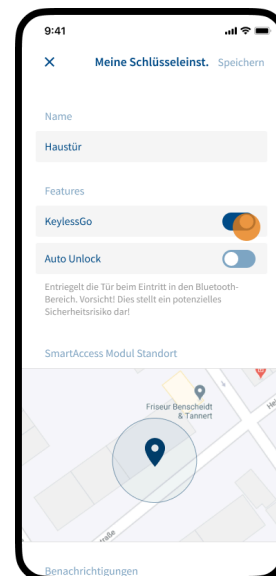 9:41
Meine Schlüsseleinst. Speichern
Name
Haustür
Features
KeylessGo
Auto Unlock
Entriegelt die Tür beim Eintritt in den Bluetooth-
Bereich. Vorsicht! Dies stellt ein potenzielles
Sicherheitsrisiko dar!
SmartAccess Modul Standort
Friseur Benscheidt
& Tannert
Benachrichtigungen